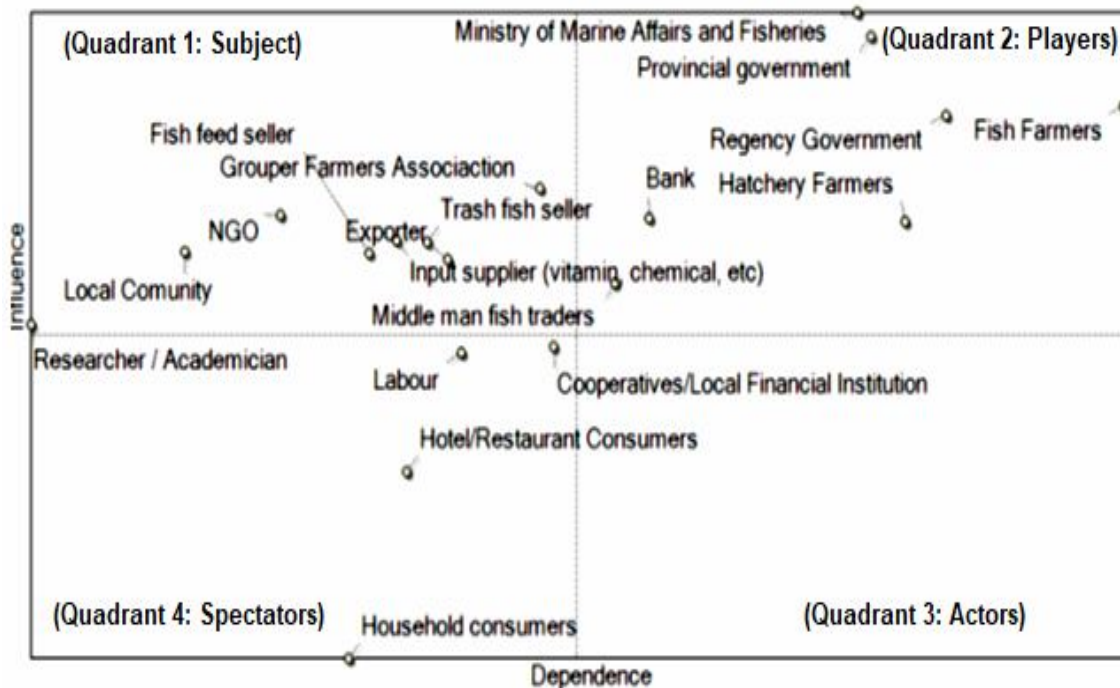 Ministry of Marine Affairs and Fisheries
(Quadrant 1: Subject)
(Quadrant 2: Players)
Provincial government
Fish feed seller
Regency Government
Fish Farmers
Grouper Farmers Associaction
Bank
Hatchery Farmers
Trash fish seller
NGO
Exporter
Input supplier (vitamin, chemical, etc)
Local Comunity
Middle man fish traders
Influence
Researcher / Academician
Labour
Cooperatives/Local Financial Institution
Hotel/Restaurant Consumers
(Quadrant 4: Spectators)
(Quadrant 3: Actors)
Household consumers
Dependence